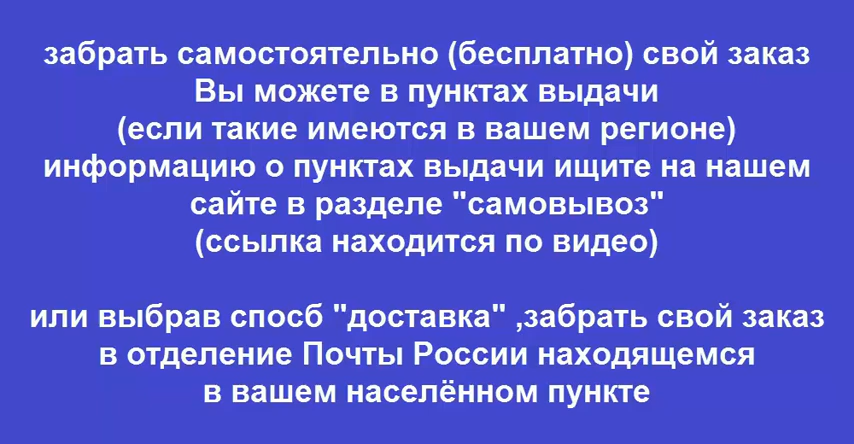 забрать самостоятельно (бесплатно) свой заказ
Вы можете в пунктах выдачи
(если такие имеются в вашем регионе)
информацию о пунктах выдачи ищите на нашем
сайте в разделе "самовывоз"
(ссылка находится по видео)
или выбрав спосб "доставка" ,забрать свой заказ
в отделение Почты России находящемся
в вашем населённом пункте